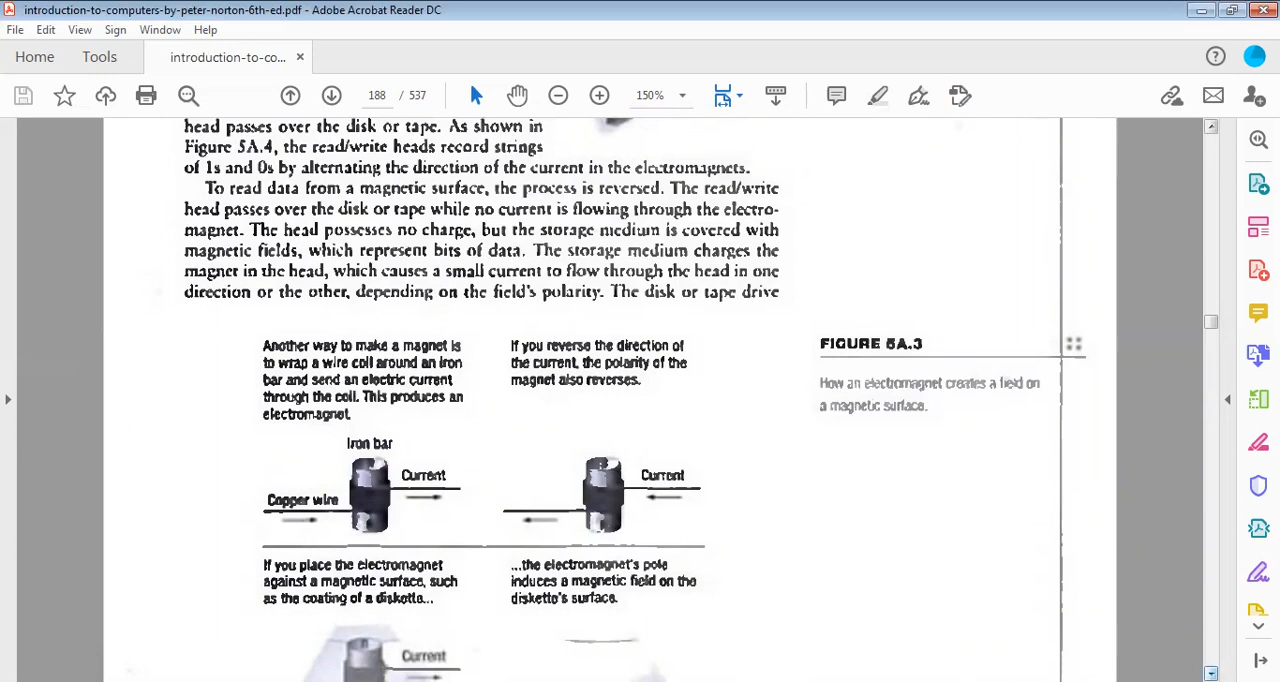 introduction-to-computers-by-peter-norton-6th-ed.pdf - Adobe Acrobat Reader DC
File Edit View Sign Window Help
Home Tools introduction-to-co... ×
188 / 537 150%
head passes over the disk or tape. As shown in
Figure 5A.4, the read/write heads record strings
of 1s and 0s by alternating the direction of the current in the electromagnets.
To read data from a magnetic surface, the process is reversed. The read/write
head passes over the disk or tape while no current is flowing through the electro-
magnet. The head possesses no charge, but the storage medium is covered with
magnetic fields, which represent bits of data. The storage medium charges the
magnet in the head, which causes a small current to flow through the head in one
direction or the other, depending on the field's polarity. The disk or tape drive
Another way to make a magnet is
to wrap a wire coil around an iron
bar and send an electric current
through the coil. This produces an
electromagnet.
If you reverse the direction of
the current, the polarity of the
magnet also reverses.
FIGURE 5A.3
How an electromagnet creates a field on
a magnetic surface.
Iron bar
Current
Copper wire
Current
If you place the electromagnet
against a magnetic surface, such
as the coating of a diskette...
...the electromagnet's pole
induces a magnetic field on the
diskette's surface.
Current